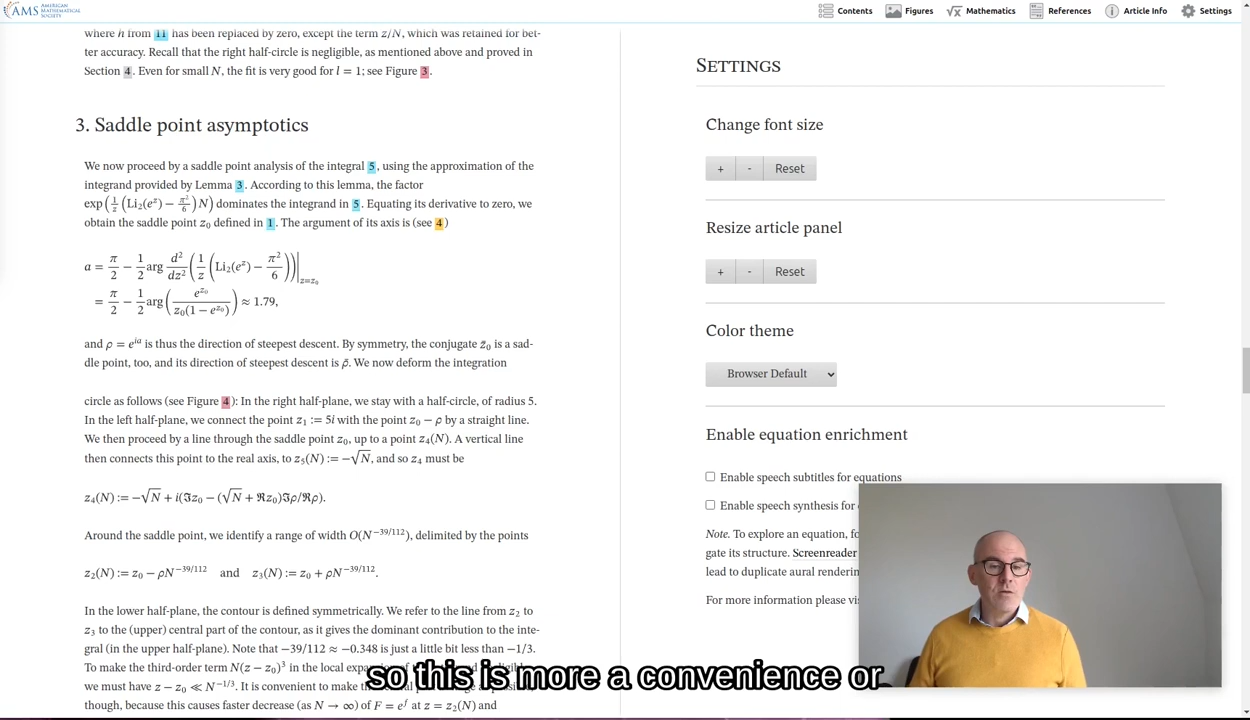 AMS AMERICAN MATHEMATICAL SOCIETY
Contents Figures Mathematics References Article Info Settings
where h from 11 has been replaced by zero, except the term z/N, which was retained for bet-
ter accuracy. Recall that the right half-circle is negligible, as mentioned above and proved in
Section 4. Even for small N, the fit is very good for l = 1; see Figure 3.
3. Saddle point asymptotics
We now proceed by a saddle point analysis of the integral 5, using the approximation of the
integrand provided by Lemma 3. According to this lemma, the factor
exp(1/z (Li₂(e^z) − π²/6) N) dominates the integrand in 5. Equating its derivative to zero, we
obtain the saddle point z₀ defined in 1. The argument of its axis is (see 4)
a = π/2 − 1/2 arg d²/dz² (1/z (Li₂(e^z) − π²/6))|z=z₀
= π/2 − 1/2 arg(e^z₀ / z₀(1 − e^z₀)) ≈ 1.79,
and ρ = e^ia is thus the direction of steepest descent. By symmetry, the conjugate z̄₀ is a sad-
dle point, too, and its direction of steepest descent is ρ̄. We now deform the integration
circle as follows (see Figure 4): In the right half-plane, we stay with a half-circle, of radius 5.
In the left half-plane, we connect the point z₁ := 5i with the point z₀ − ρ by a straight line.
We then proceed by a line through the saddle point z₀, up to a point z₄(N). A vertical line
then connects this point to the real axis, to z₅(N) := −√N, and so z₄ must be
z₄(N) := −√N + i(ℑz₀ − (√N + ℜz₀)ℑρ/ℜρ).
Around the saddle point, we identify a range of width O(N^−39/112), delimited by the points
z₂(N) := z₀ − ρN^−39/112 and z₃(N) := z₀ + ρN^−39/112.
In the lower half-plane, the contour is defined symmetrically. We refer to the line from z₂ to
z₃ to the (upper) central part of the contour, as it gives the dominant contribution to the inte-
gral (in the upper half-plane). Note that −39/112 ≈ −0.348 is just a little bit less than −1/3.
To make the third-order term N(z − z₀)³ in the local expan
we must have z − z₀ ≪ N^−1/3. It is convenient to make
though, because this causes faster decrease (as N → ∞) of F = e^f at z = z₂(N) and
SETTINGS
Change font size
+ - Reset
Resize article panel
+ - Reset
Color theme
Browser Default
Enable equation enrichment
Enable speech subtitles for equations
Enable speech synthesis for
Note. To explore an equation, fo
gate its structure. Screenreader
lead to duplicate aural renderin
For more information please vis
so this is more a convenience or